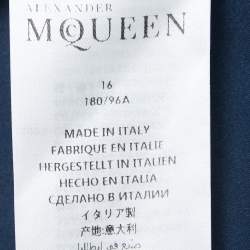 ALEXANDER
McQUEEN
16
180/96A
MADE IN ITALY
FABRIQUE EN ITALIE
HERGESTELLT IN ITALIEN
HECHO EN ITALIA
СДЕЛАНО В ИТАЛИИ
イタリア製
产地:意大利